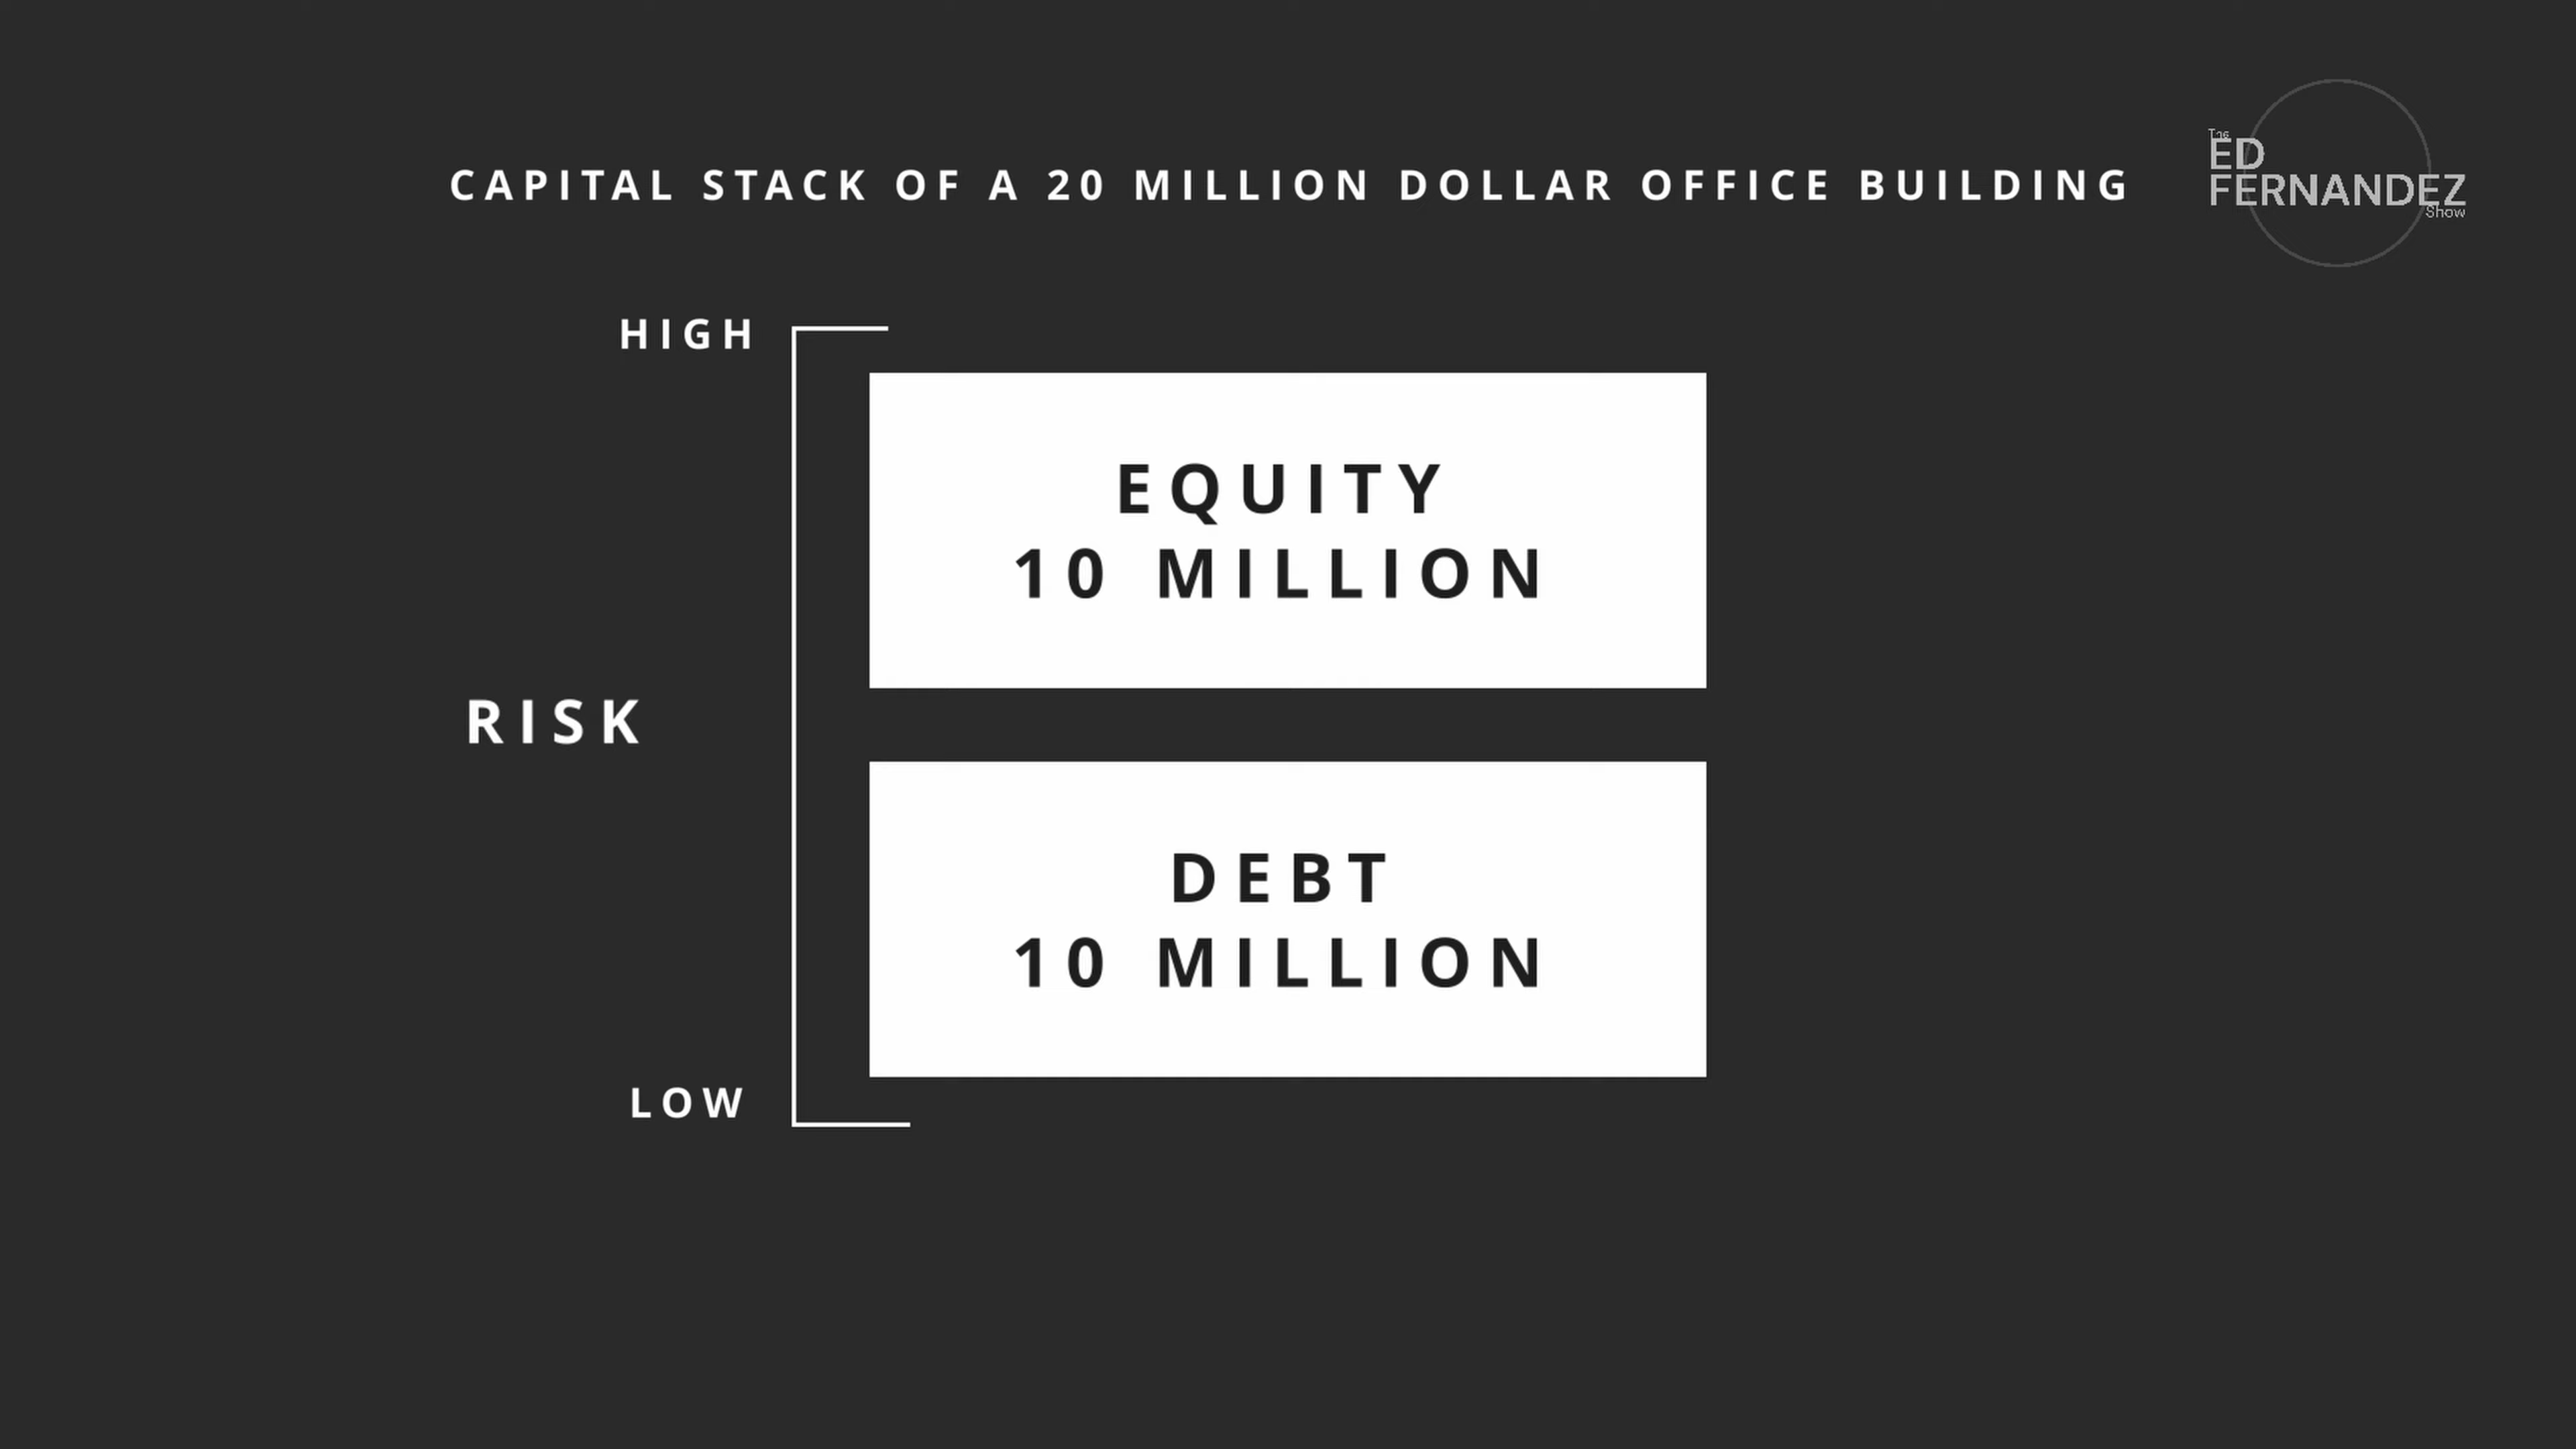 CAPITAL STACK OF A 20 MILLION DOLLAR OFFICE BUILDING
The
ED
FERNANDEZ
Show
HIGH
EQUITY
10 MILLION
RISK
DEBT
10 MILLION
LOW